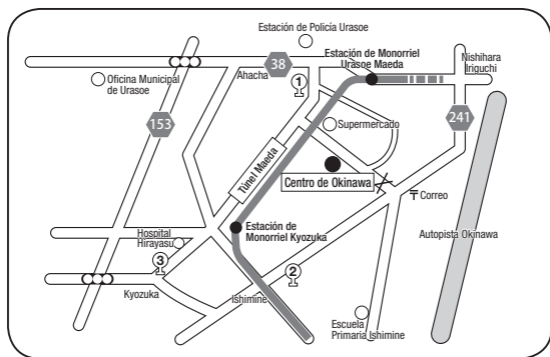 Estación de Policia Urasoe
Estación de Monorriel
Urasoe Maeda
Nishihara
Iriguchi
38
Ahacha
Oficina Municipal
de Urasoe
1
153
Supermercado
241
Túnel Maeda
Centro de Okinawa
〒 Correo
Estación de
Monorriel Kyozuka
Autopista Okinawa
Hospital
Hirayasu
3
2
Kyozuka
Ishimine
Escuela
Primaria Ishimine